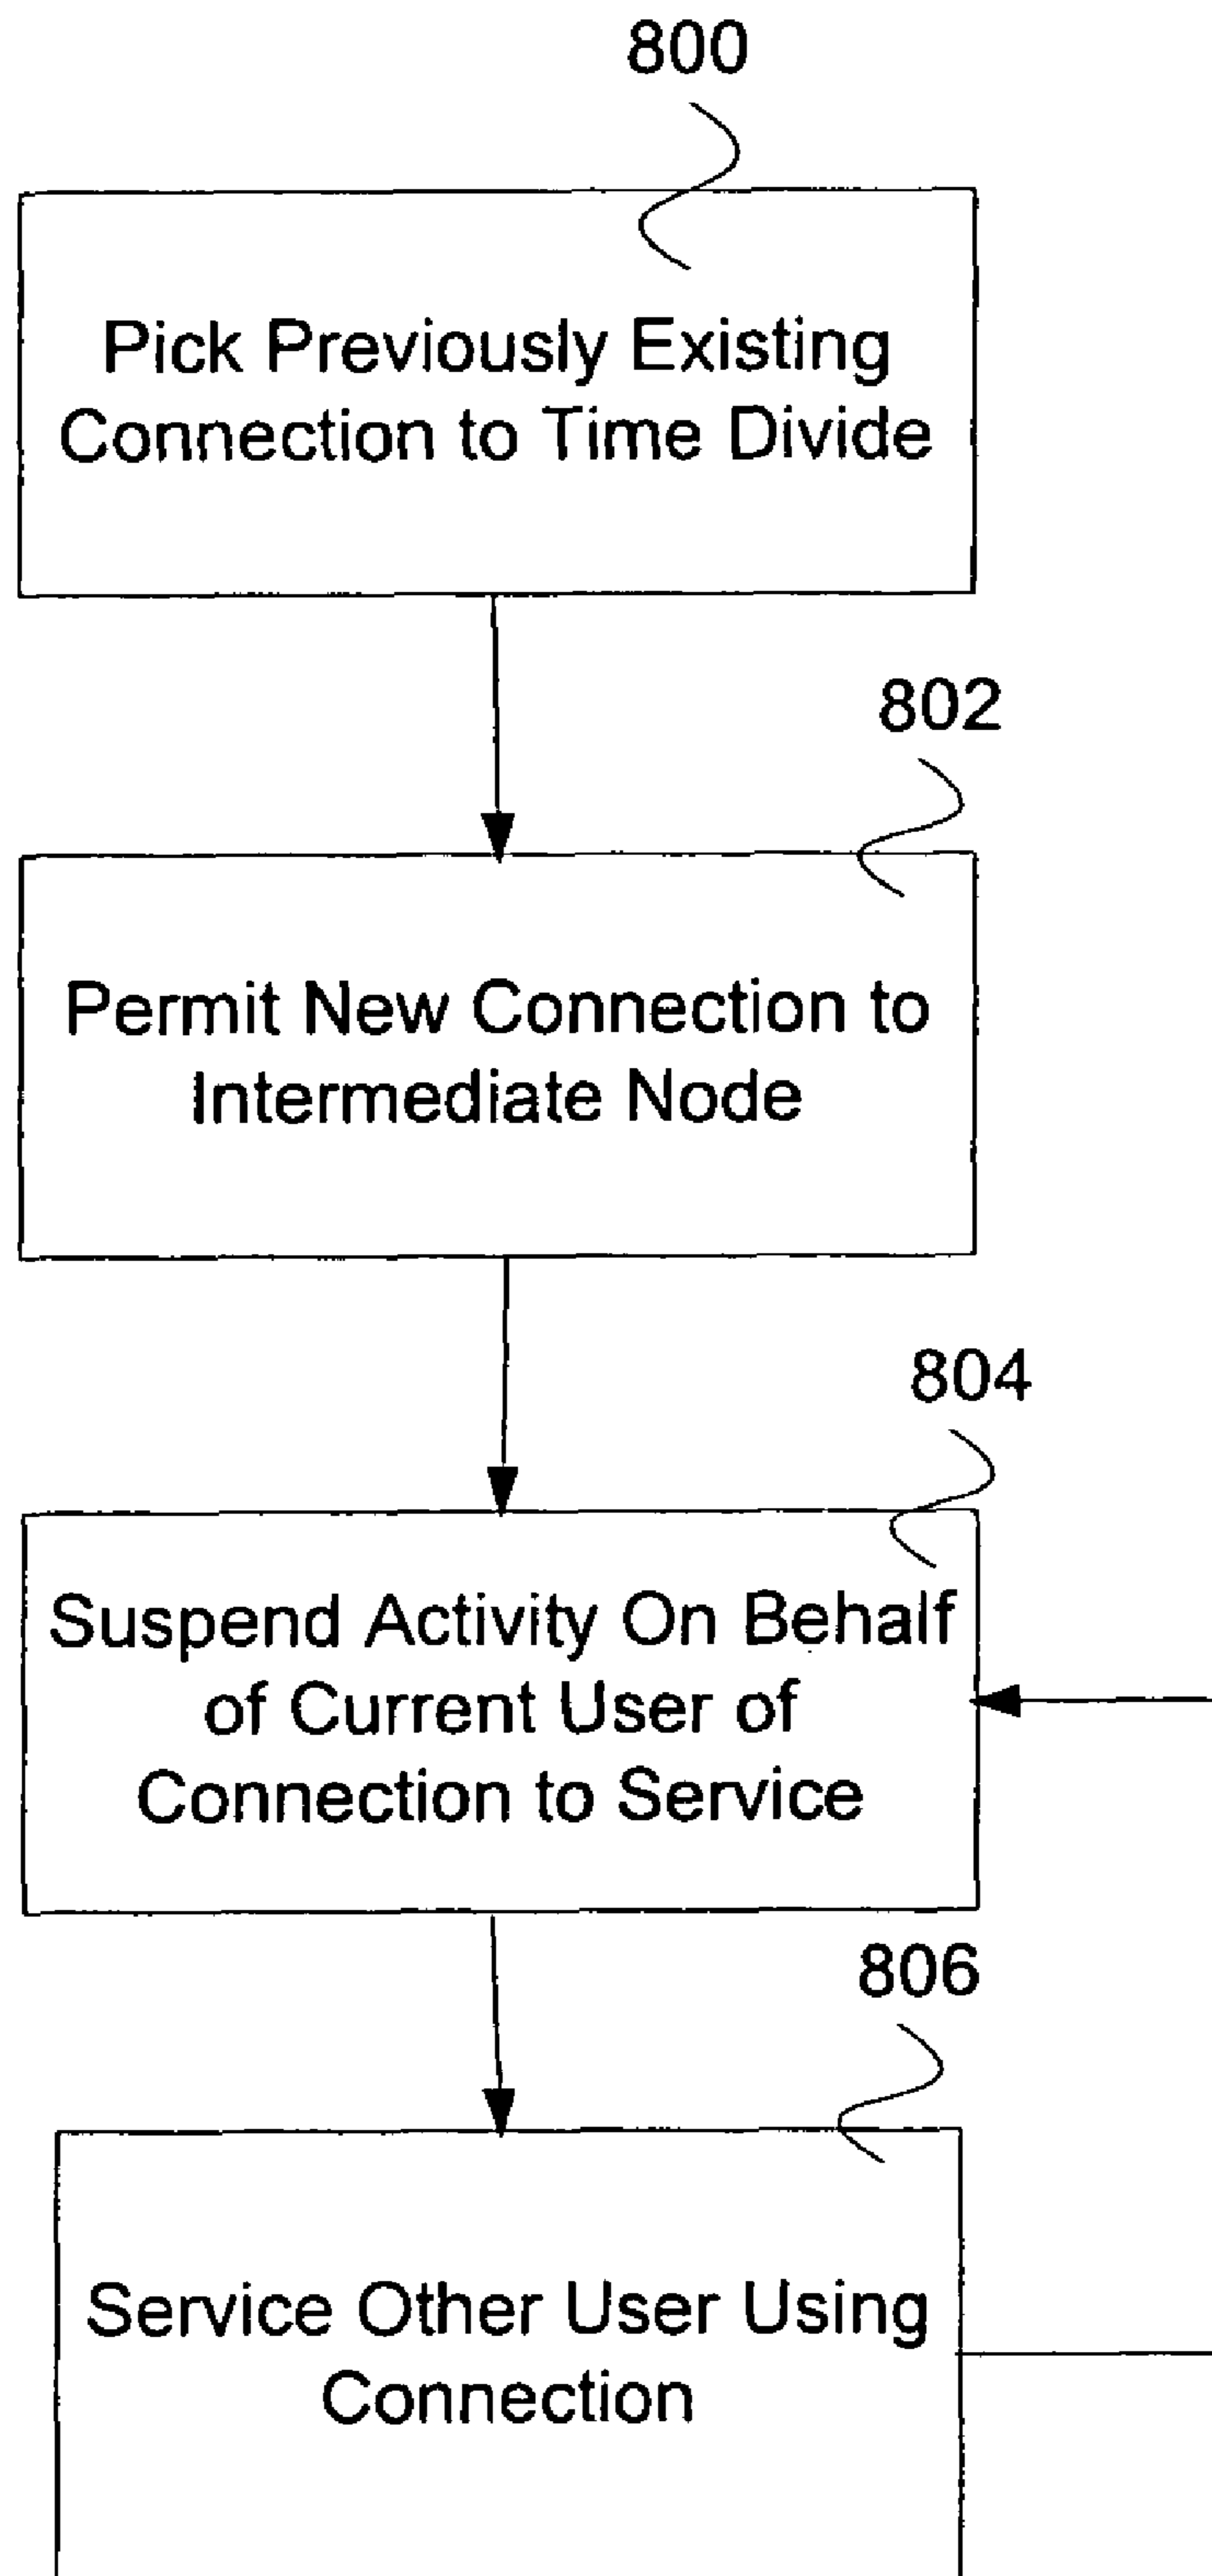 800
Pick Previously Existing
Connection to Time Divide
802
Permit New Connection to
Intermediate Node
804
Suspend Activity On Behalf
of Current User of
Connection to Service
806
Service Other User Using
Connection